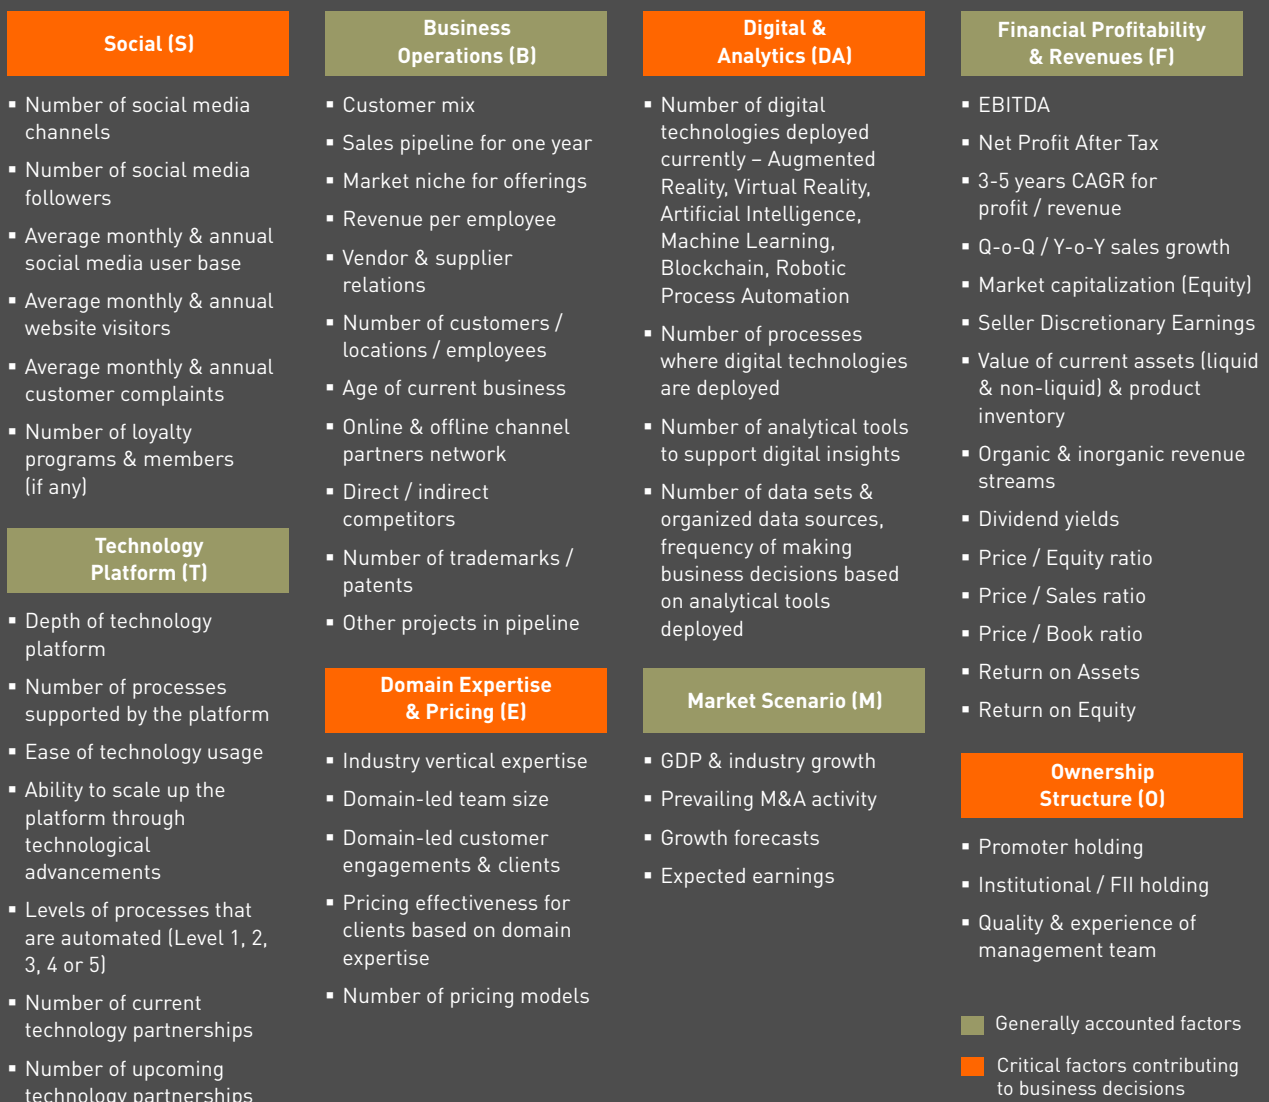 Social (S)
▪ Number of social media
channels
▪ Number of social media
followers
▪ Average monthly & annual
social media user base
▪ Average monthly & annual
website visitors
▪ Average monthly & annual
customer complaints
▪ Number of loyalty
programs & members
(if any)
Technology
Platform (T)
▪ Depth of technology
platform
▪ Number of processes
supported by the platform
▪ Ease of technology usage
▪ Ability to scale up the
platform through
technological
advancements
▪ Levels of processes that
are automated (Level 1, 2,
3, 4 or 5)
▪ Number of current
technology partnerships
▪ Number of upcoming
technology partnerships
Business
Operations (B)
▪ Customer mix
▪ Sales pipeline for one year
▪ Market niche for offerings
▪ Revenue per employee
▪ Vendor & supplier
relations
▪ Number of customers /
locations / employees
▪ Age of current business
▪ Online & offline channel
partners network
▪ Direct / indirect
competitors
▪ Number of trademarks /
patents
▪ Other projects in pipeline
Domain Expertise
& Pricing (E)
▪ Industry vertical expertise
▪ Domain-led team size
▪ Domain-led customer
engagements & clients
▪ Pricing effectiveness for
clients based on domain
expertise
▪ Number of pricing models
Digital &
Analytics (DA)
▪ Number of digital
technologies deployed
currently – Augmented
Reality, Virtual Reality,
Artificial Intelligence,
Machine Learning,
Blockchain, Robotic
Process Automation
▪ Number of processes
where digital technologies
are deployed
▪ Number of analytical tools
to support digital insights
▪ Number of data sets &
organized data sources,
frequency of making
business decisions based
on analytical tools
deployed
Market Scenario (M)
▪ GDP & industry growth
▪ Prevailing M&A activity
▪ Growth forecasts
▪ Expected earnings
Financial Profitability
& Revenues (F)
▪ EBITDA
▪ Net Profit After Tax
▪ 3-5 years CAGR for
profit / revenue
▪ Q-o-Q / Y-o-Y sales growth
▪ Market capitalization (Equity)
▪ Seller Discretionary Earnings
▪ Value of current assets (liquid
& non-liquid) & product
inventory
▪ Organic & inorganic revenue
streams
▪ Dividend yields
▪ Price / Equity ratio
▪ Price / Sales ratio
▪ Price / Book ratio
▪ Return on Assets
▪ Return on Equity
Ownership
Structure (O)
▪ Promoter holding
▪ Institutional / FII holding
▪ Quality & experience of
management team
Generally accounted factors
Critical factors contributing
to business decisions